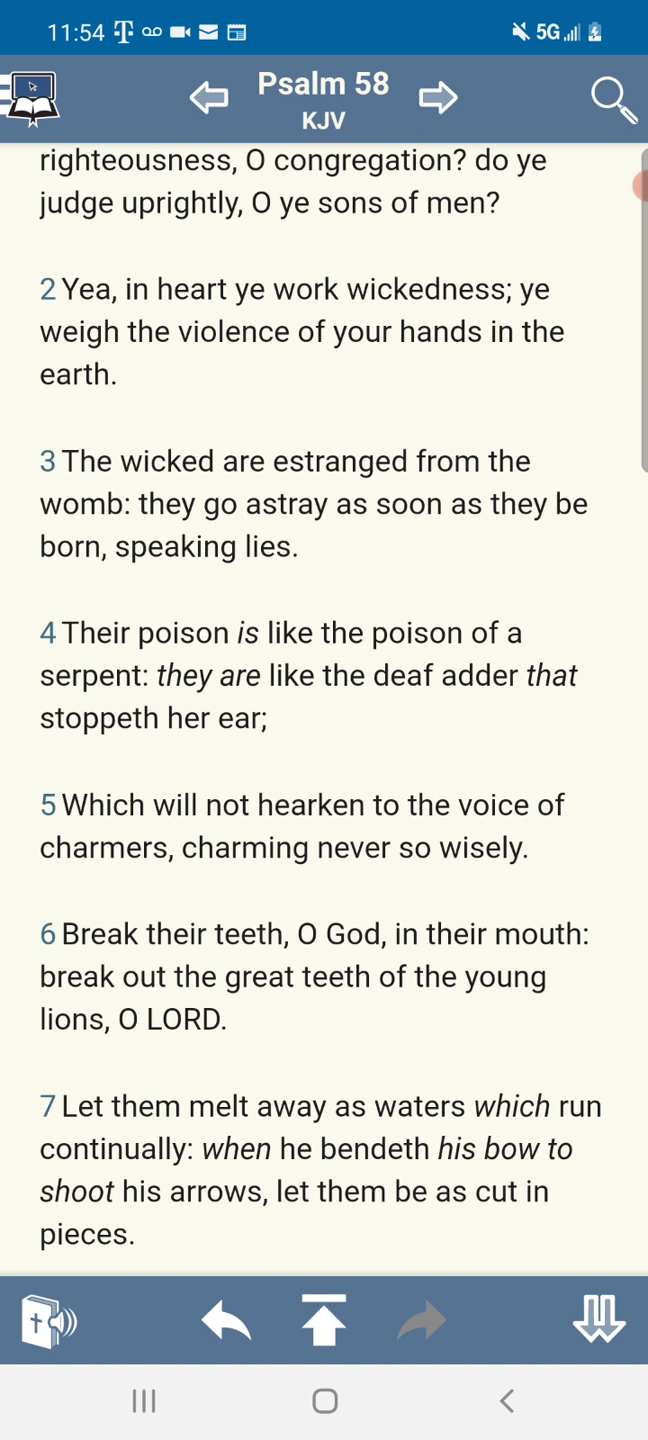 11:54
5G
Psalm 58
KJV
righteousness, O congregation? do ye
judge uprightly, O ye sons of men?
2 Yea, in heart ye work wickedness; ye
weigh the violence of your hands in the
earth.
3 The wicked are estranged from the
womb: they go astray as soon as they be
born, speaking lies.
4 Their poison is like the poison of a
serpent: they are like the deaf adder that
stoppeth her ear;
5 Which will not hearken to the voice of
charmers, charming never so wisely.
6 Break their teeth, O God, in their mouth:
break out the great teeth of the young
lions, O LORD.
7 Let them melt away as waters which run
continually: when he bendeth his bow to
shoot his arrows, let them be as cut in
pieces.